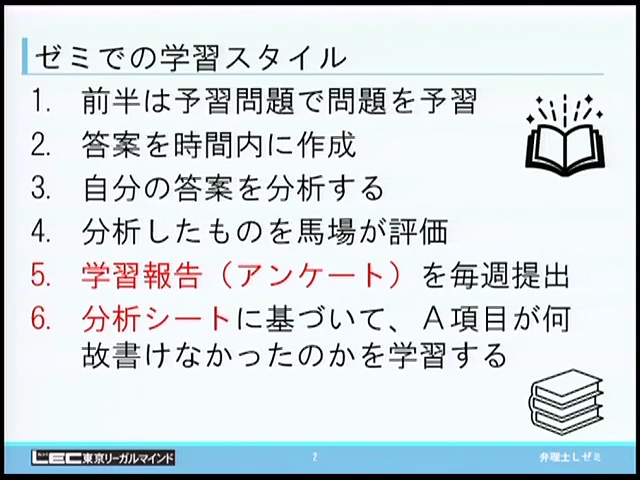 ゼミでの学習スタイル
1. 前半は予習問題で問題を予習
2. 答案を時間内に作成
3. 自分の答案を分析する
4. 分析したものを馬場が評価
5. 学習報告（アンケート）を毎週提出
6. 分析シートに基づいて、Ａ項目が何
故書けなかったのかを学習する
LEC東京リーガルマインド
2
弁理士Lゼミ